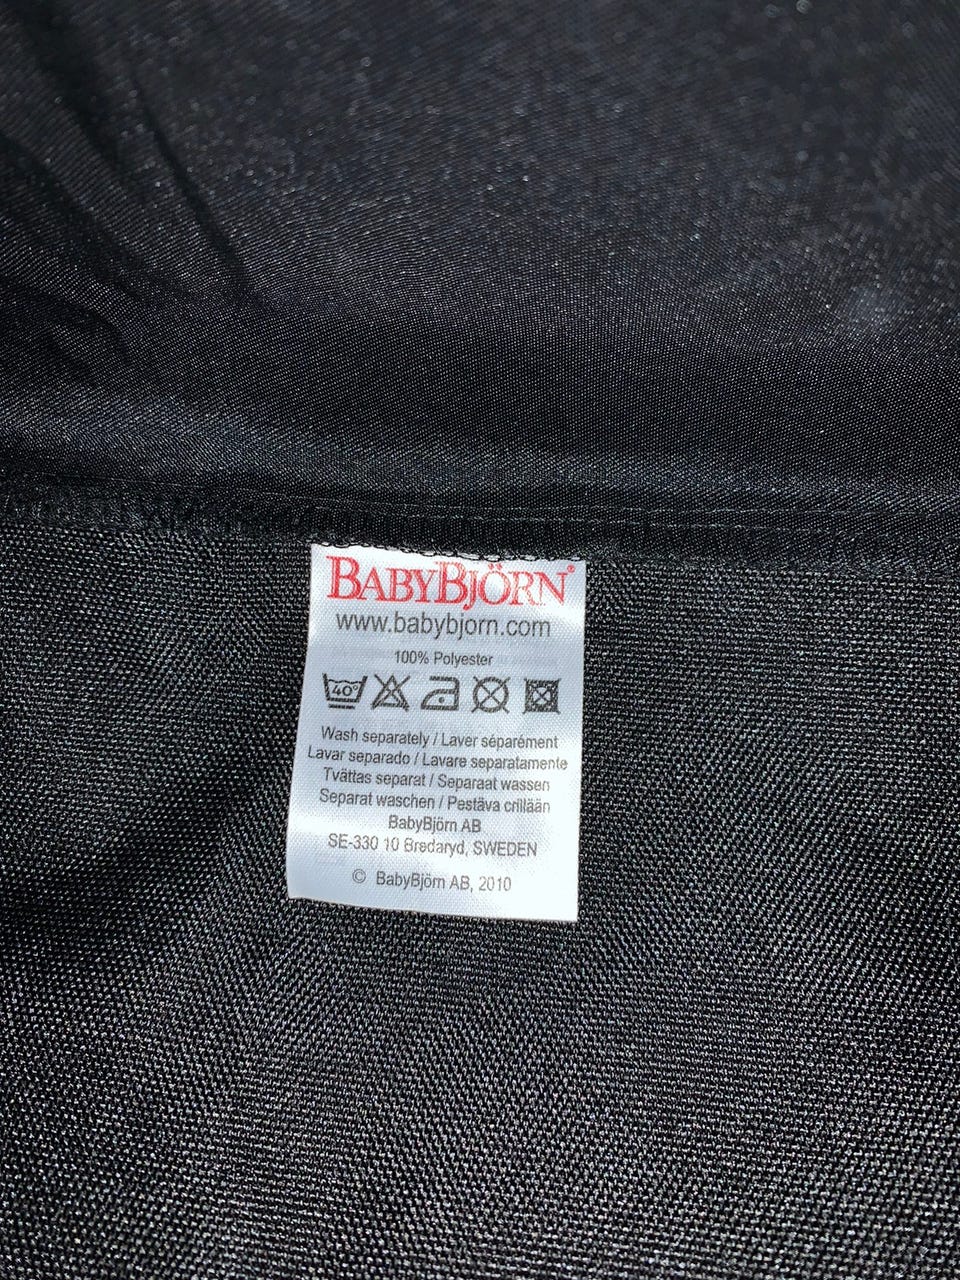 BABYBJÖRN®
www.babybjorn.com
100% Polyester
40°
Wash separately / Laver séparément
Lavar separado / Lavare separatamente
Tvättas separat / Separaat wassen
Separat waschen / Pestävä erillään
BabyBjörn AB
SE-330 10 Bredaryd, SWEDEN
© BabyBjörn AB, 2010